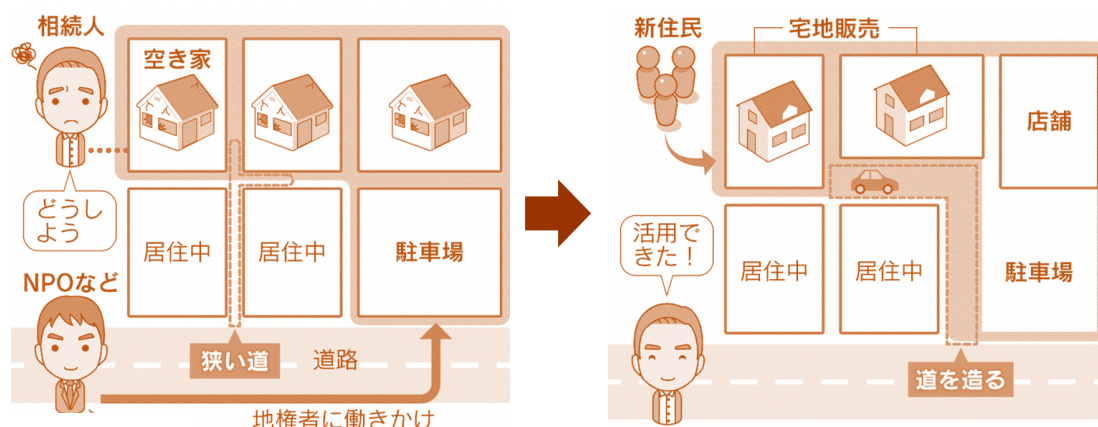 相続人
空き家
どうし
よう
居住中
居住中
駐車場
NPOなど
狭い道
道路
地権者に働きかけ
新住民
宅地販売
店舗
活用で
きた！
居住中
居住中
駐車場
道を造る